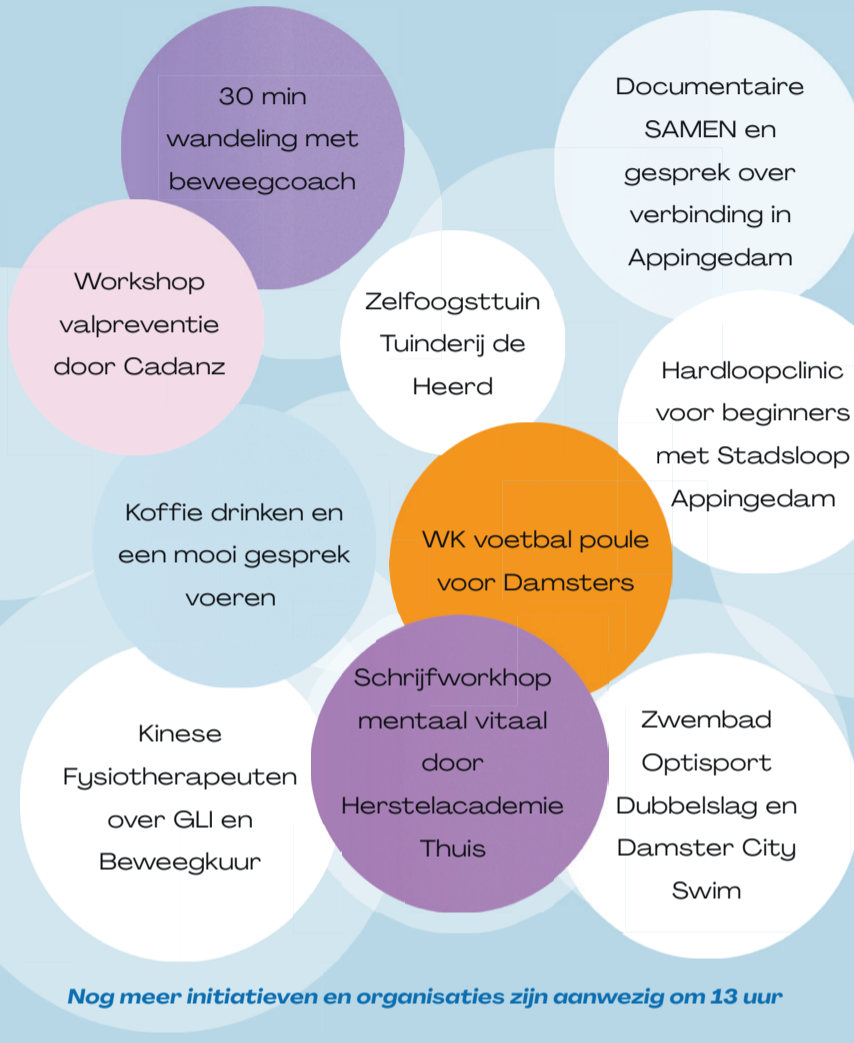 30 min
wandeling met
beweegcoach
Documentaire
SAMEN en
gesprek over
verbinding in
Appingedam
Workshop
valpreventie
door Cadanz
Zelfoogsttuin
Tuinderij de
Heerd
Hardloopclinic
voor beginners
met Stadsloop
Appingedam
Koffie drinken en
een mooi gesprek
voeren
WK voetbal poule
voor Damsters
Schrijfworkhop
mentaal vitaal
door
Herstelacademie
Thuis
Kinese
Fysiotherapeuten
over GLI en
Beweegkuur
Zwembad
Optisport
Dubbelslag en
Damster City
Swim
Nog meer initiatieven en organisaties zijn aanwezig om 13 uur